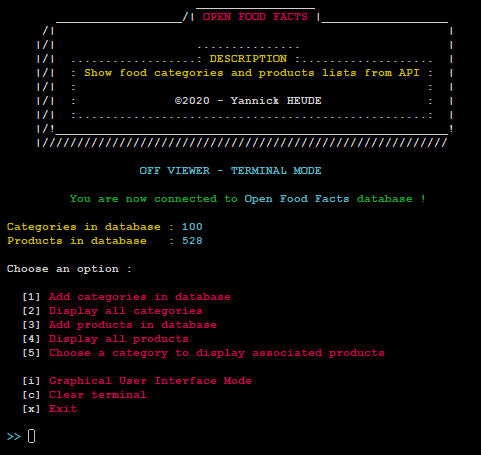 OPEN FOOD FACTS
DESCRIPTION
Show food categories and products lists from API
©2020 - Yannick HEUDE
OFF VIEWER - TERMINAL MODE
You are now connected to Open Food Facts database !
Categories in database : 100
Products in database : 528
Choose an option :
[1] Add categories in database
[2] Display all categories
[3] Add products in database
[4] Display all products
[5] Choose a category to display associated products
[i] Graphical User Interface Mode
[c] Clear terminal
[x] Exit
>>